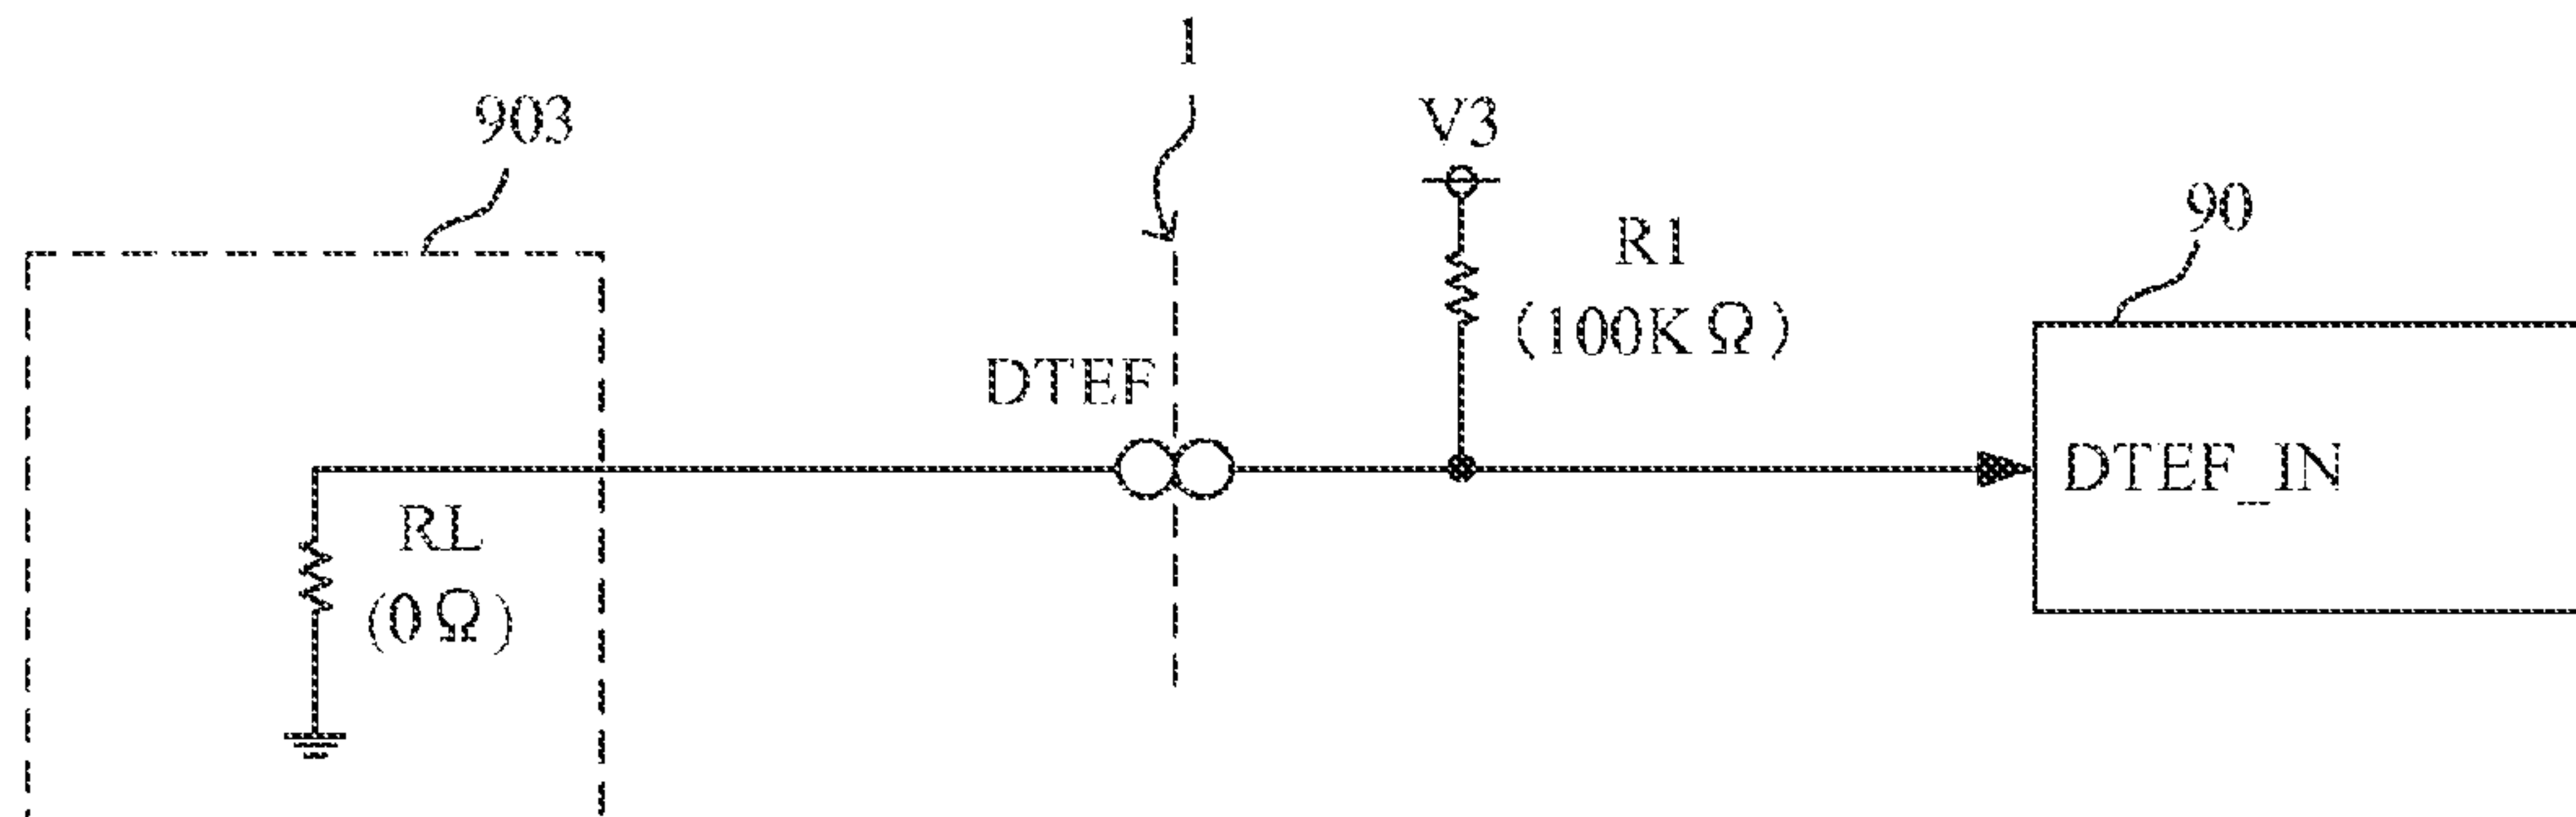 1
903
V3
90
R1
(100KΩ)
DTEF
DTEF_IN
RL
(0Ω)